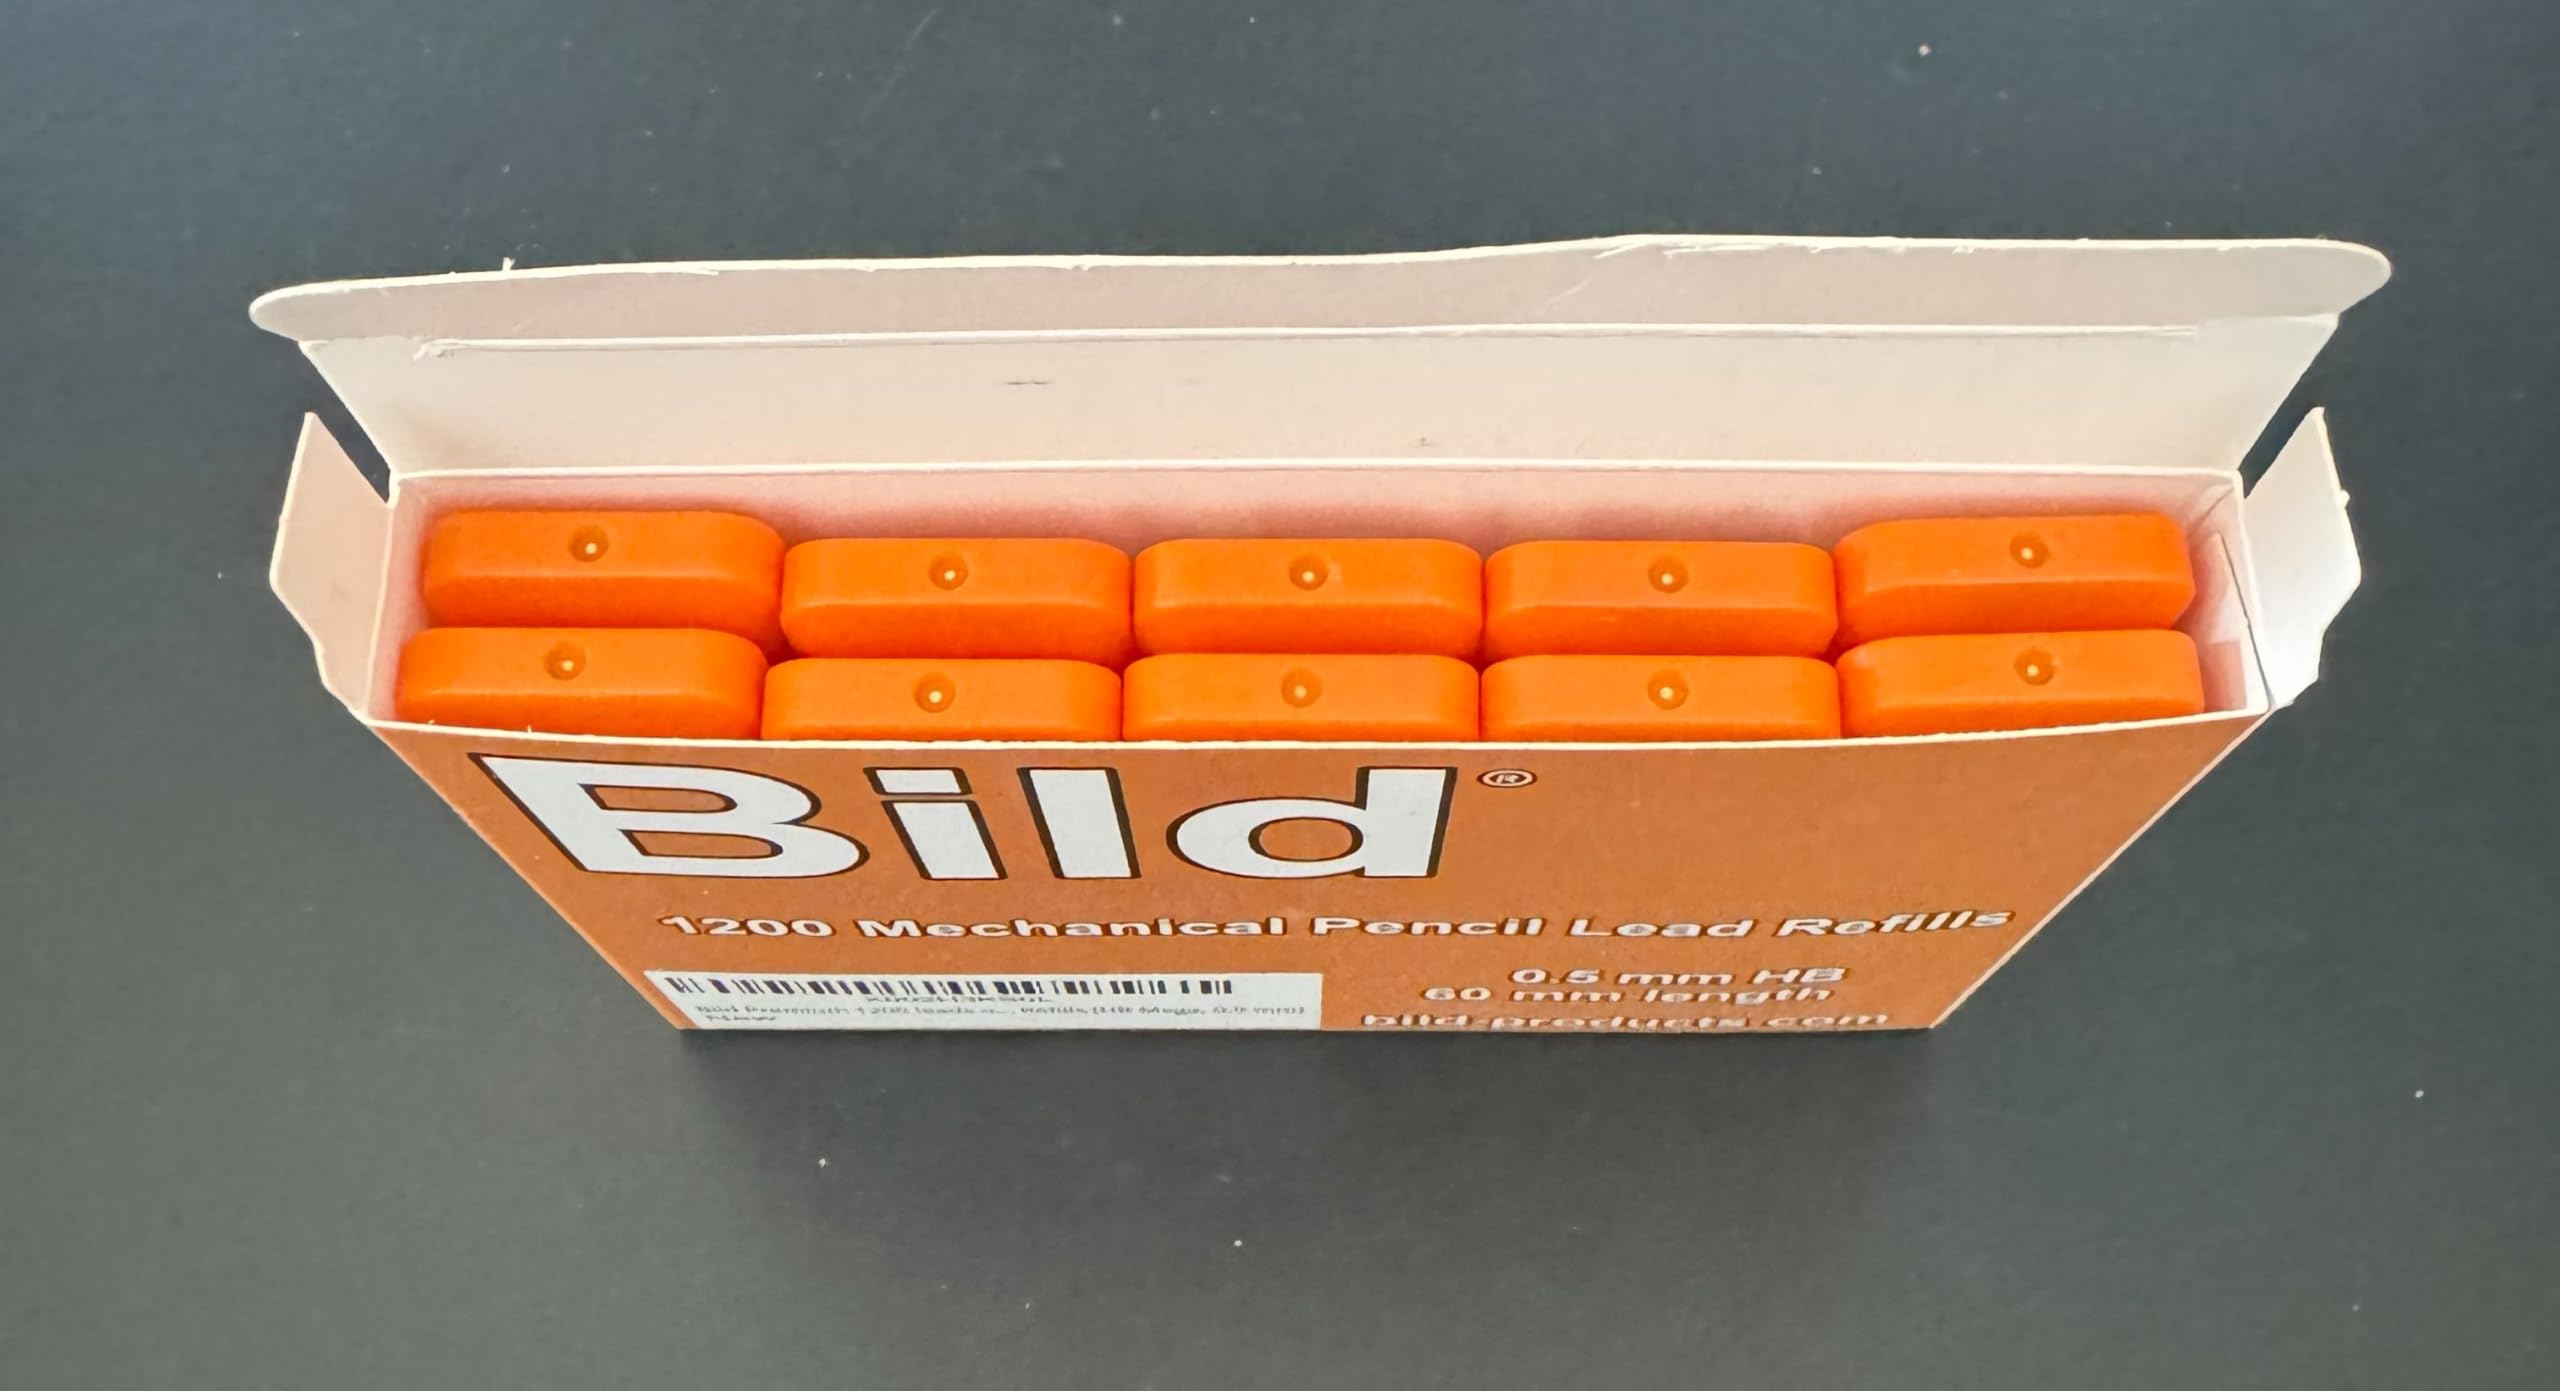 Bild®
1200 Mechanical Pencil Lead Refills
0.5 mm HB
60 mm length
bild-products.com